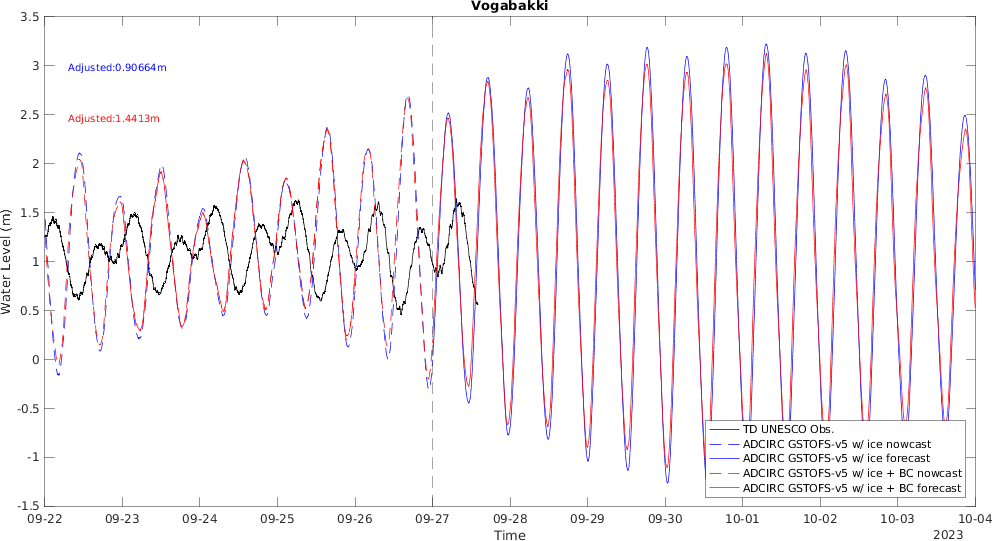 Vogabakki
3.5
3
2.5
2
1.5
1
0.5
0
-0.5
-1
-1.5
Water Level (m)
Adjusted:0.90664m
Adjusted:1.4413m
TD UNESCO Obs.
ADCIRC GSTOFS-v5 w/ ice nowcast
ADCIRC GSTOFS-v5 w/ ice forecast
ADCIRC GSTOFS-v5 w/ ice + BC nowcast
ADCIRC GSTOFS-v5 w/ ice + BC forecast
09-22 09-23 09-24 09-25 09-26 09-27 09-28 09-29 09-30 10-01 10-02 10-03 10-04
Time
2023